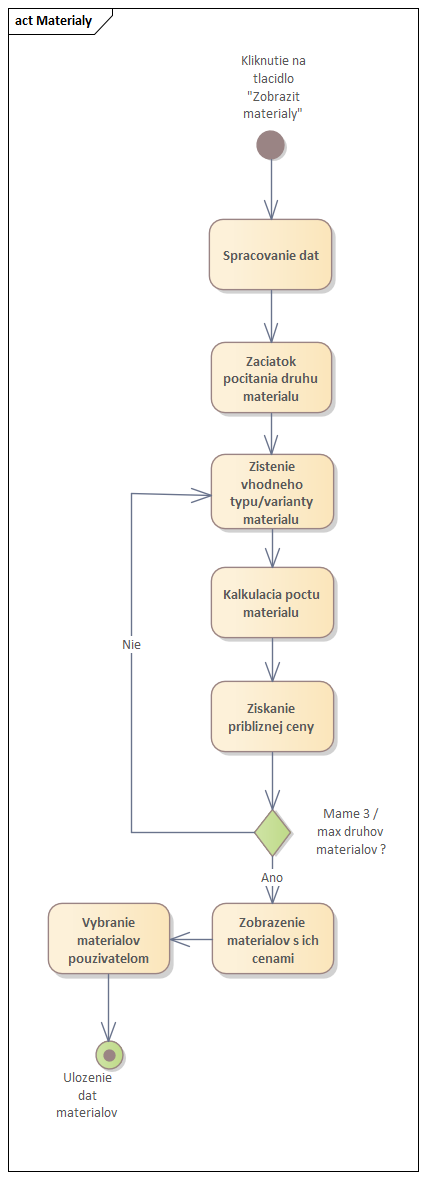 act Materialy
Kliknutie na
tlacidlo
"Zobrazit
materialy"
Spracovanie dat
Zaciatok
pocitania druhu
materialu
Zistenie
vhodneho
typu/varianty
materialu
Kalkulacia poctu
materialu
Nie
Ziskanie
pribliznej ceny
Mame 3 /
max druhov
materialov ?
Ano
Zobrazenie
materialov s ich
cenami
Vybranie
materialov
pouzivatelom
Ulozenie
dat
materialov